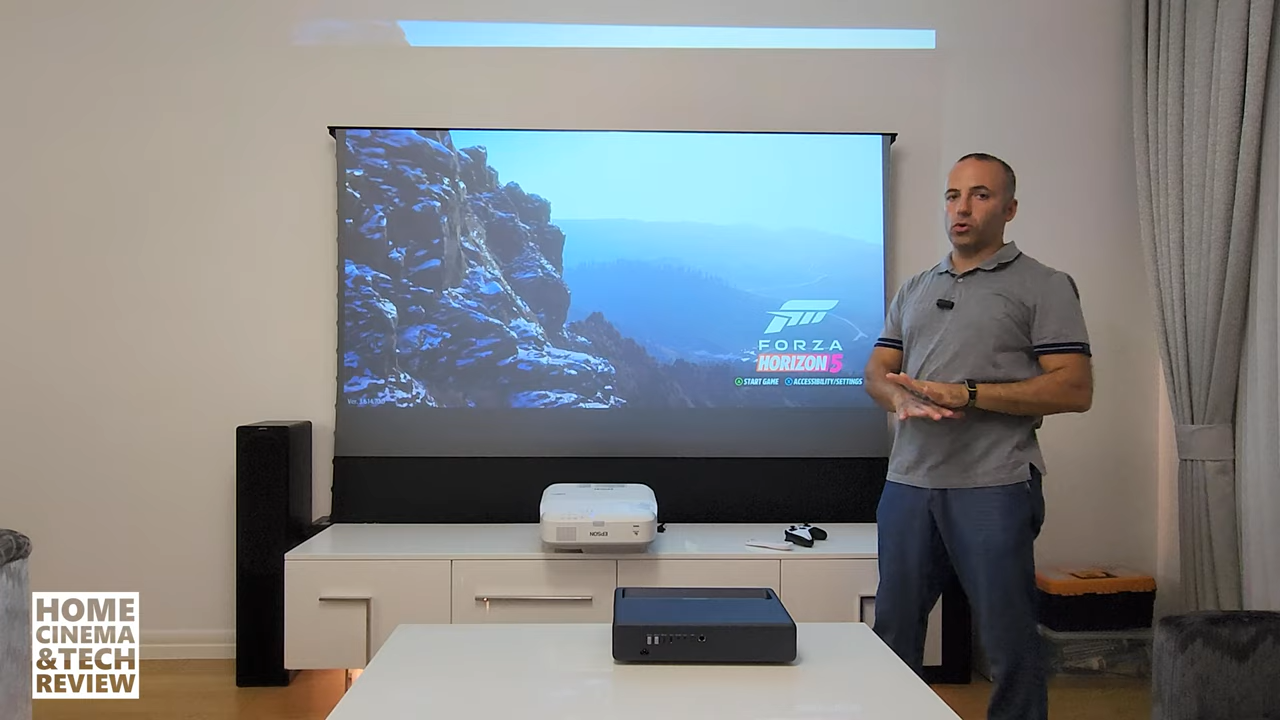 FORZA
HORIZON 5
A START GAME X ACCESSIBILITY/SETTINGS
EPSON
HOME
CINEMA
&TECH
REVIEW